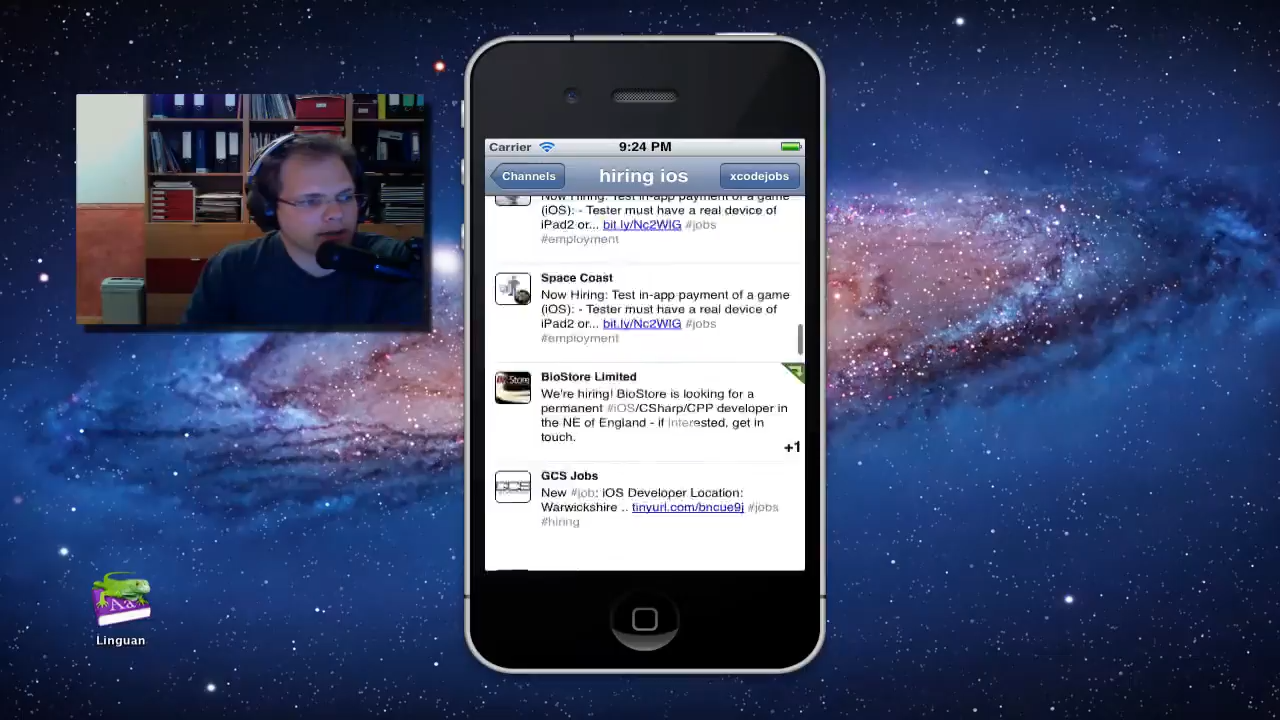 Carrier
9:24 PM
Channels
hiring ios
xcodejobs
Now Hiring: Test in-app payment of a game
(iOS): - Tester must have a real device of
iPad2 or... bit.ly/Nc2WIG #jobs
#employment
Space Coast
Now Hiring: Test in-app payment of a game
(iOS): - Tester must have a real device of
iPad2 or... bit.ly/Nc2WIG #jobs
#employment
BioStore Limited
We're hiring! BioStore is looking for a
permanent #iOS/CSharp/CPP developer in
the NE of England - if interested, get in
touch.
+1
GCS Jobs
New #job: iOS Developer Location:
Warwickshire .. tinyurl.com/bncue9j #jobs
#hiring
GCS
Aa
Linguan